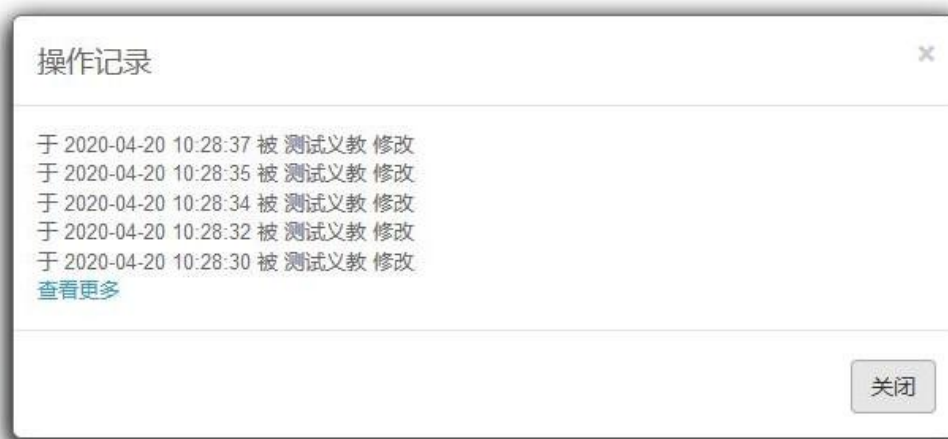 操作记录
×
于 2020-04-20 10:28:37 被 测试义教 修改
于 2020-04-20 10:28:35 被 测试义教 修改
于 2020-04-20 10:28:34 被 测试义教 修改
于 2020-04-20 10:28:32 被 测试义教 修改
于 2020-04-20 10:28:30 被 测试义教 修改
查看更多
关闭